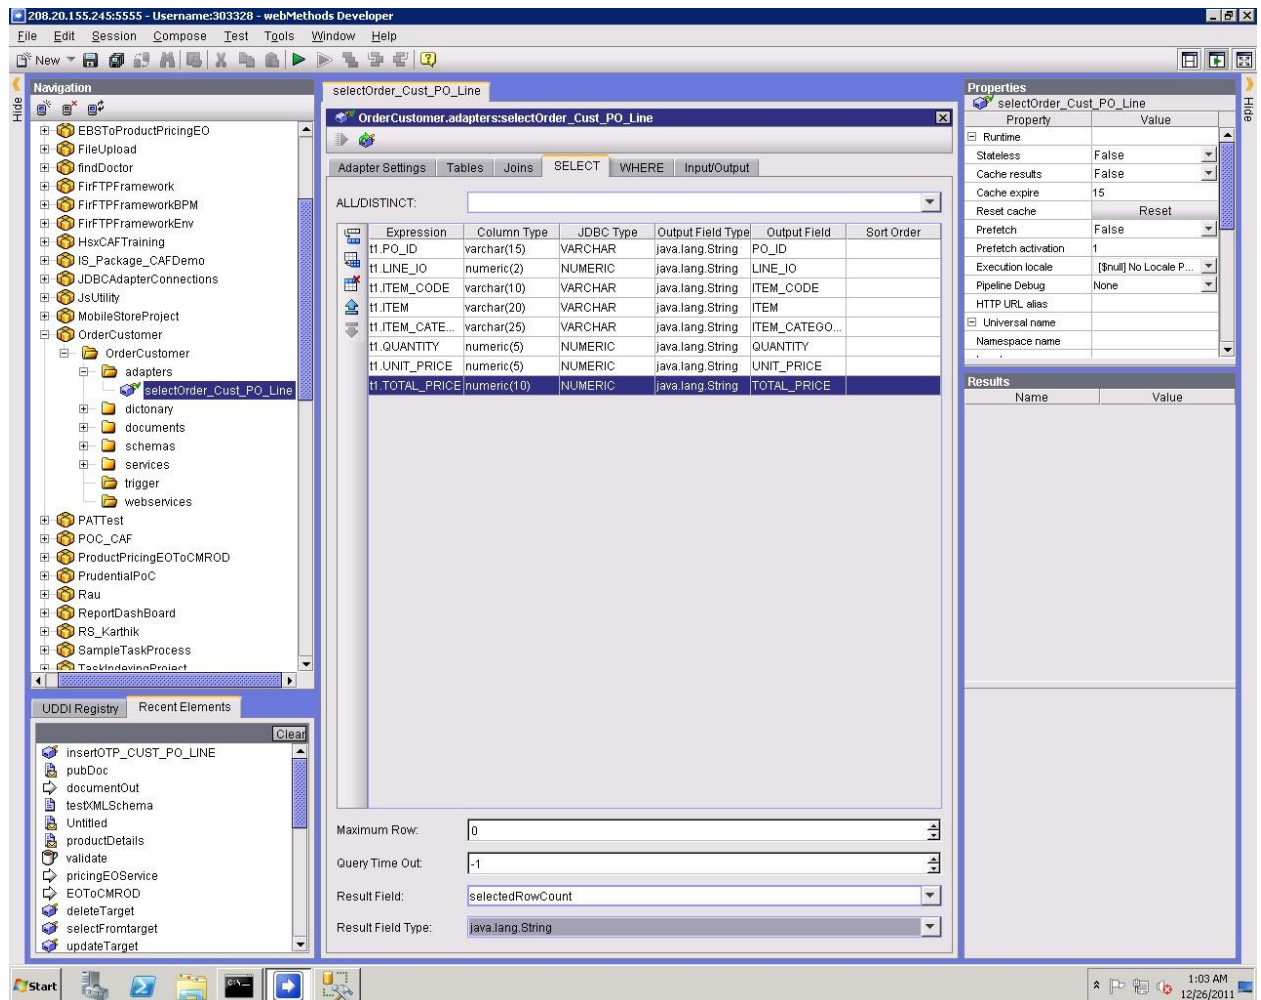 208.20.155.245:5555 - Username:303328 - webMethods Developer
File Edit Session Compose Test Tools Window Help
New
Hide
Navigation
EBSToProductPricingEO
FileUpload
findDoctor
FirFTPFramework
FirFTPFrameworkBPM
FirFTPFrameworkEnv
HsxCAFTraining
IS_Package_CAFDemo
JDBCAdapterConnections
JsUtility
MobileStoreProject
OrderCustomer
OrderCustomer
adapters
selectOrder_Cust_PO_Line
dictonary
documents
schemas
services
trigger
webservices
PATTest
POC_CAF
ProductPricingEOToCMROD
PrudentialPoC
Rau
ReportDashBoard
RS_Karthik
SampleTaskProcess
TaskIndexingProject
UDDI Registry Recent Elements
Clear
insertOTP_CUST_PO_LINE
pubDoc
documentOut
testXMLSchema
Untitled
productDetails
validate
pricingEOService
EOToCMROD
deleteTarget
selectFromtarget
updateTarget
selectOrder_Cust_PO_Line
OrderCustomer.adapters:selectOrder_Cust_PO_Line
Adapter Settings Tables Joins SELECT WHERE Input/Output
ALL/DISTINCT:
Expression Column Type JDBC Type Output Field Type Output Field Sort Order
t1.PO_ID varchar(15) VARCHAR java.lang.String PO_ID
t1.LINE_IO numeric(2) NUMERIC java.lang.String LINE_IO
t1.ITEM_CODE varchar(10) VARCHAR java.lang.String ITEM_CODE
t1.ITEM varchar(20) VARCHAR java.lang.String ITEM
t1.ITEM_CATE... varchar(25) VARCHAR java.lang.String ITEM_CATEGO...
t1.QUANTITY numeric(5) NUMERIC java.lang.String QUANTITY
t1.UNIT_PRICE numeric(5) NUMERIC java.lang.String UNIT_PRICE
t1.TOTAL_PRICE numeric(10) NUMERIC java.lang.String TOTAL_PRICE
Maximum Row: 0
Query Time Out: -1
Result Field: selectedRowCount
Result Field Type: java.lang.String
Properties
selectOrder_Cust_PO_Line
Property Value
Runtime
Stateless False
Cache results False
Cache expire 15
Reset cache Reset
Prefetch False
Prefetch activation 1
Execution locale [$null] No Locale P...
Pipeline Debug None
HTTP URL alias
Universal name
Namespace name
Results
Name Value
Hide
Start
1:03 AM
12/26/2011